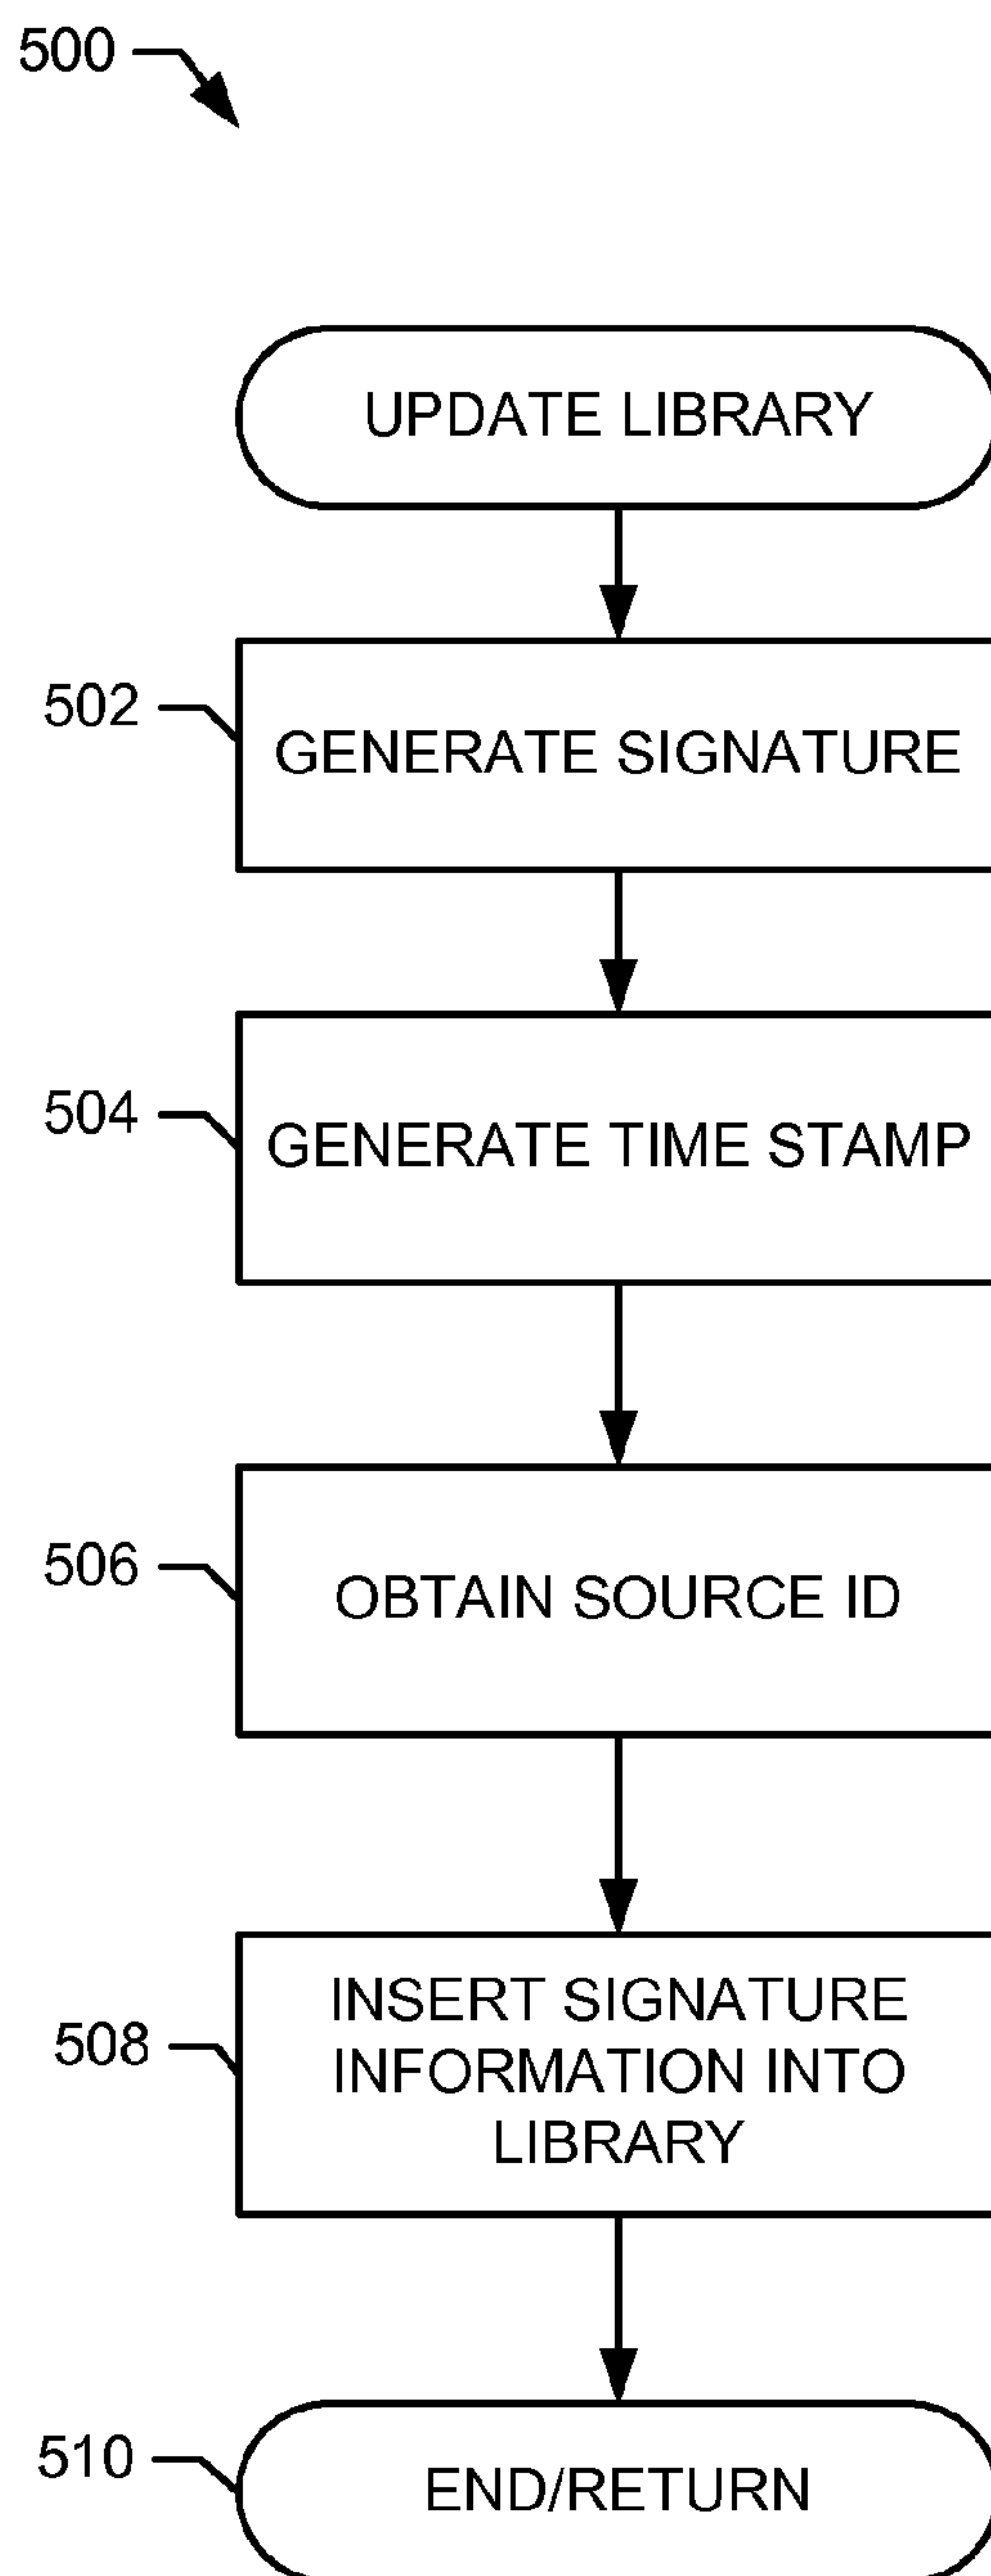 500
UPDATE LIBRARY
502
GENERATE SIGNATURE
504
GENERATE TIME STAMP
506
OBTAIN SOURCE ID
508
INSERT SIGNATURE
INFORMATION INTO
LIBRARY
510
END/RETURN